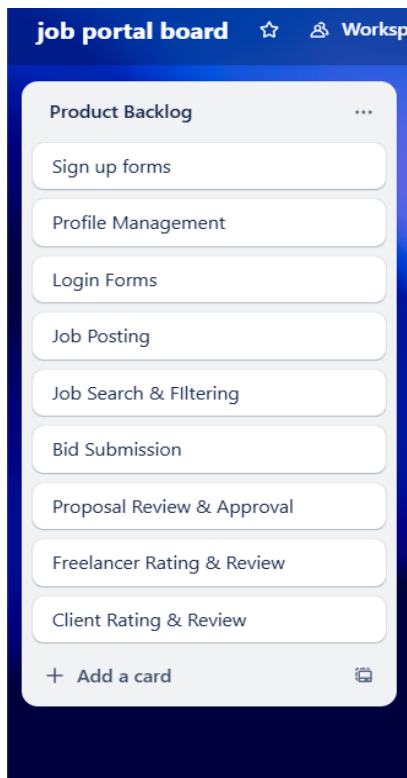 job portal board
Worksp
Product Backlog
Sign up forms
Profile Management
Login Forms
Job Posting
Job Search & FIltering
Bid Submission
Proposal Review & Approval
Freelancer Rating & Review
Client Rating & Review
+ Add a card